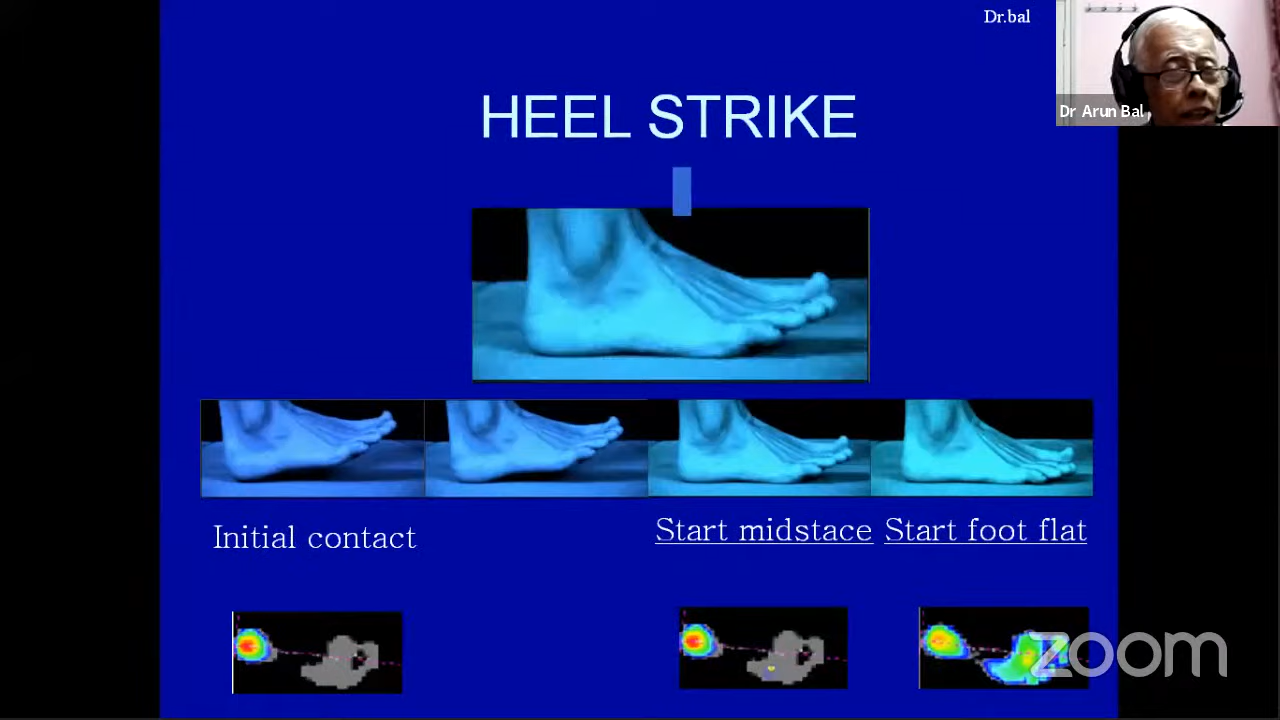 Dr.bal
Dr Arun Bal
HEEL STRIKE
Initial contact
Start midstace
Start foot flat
zoom